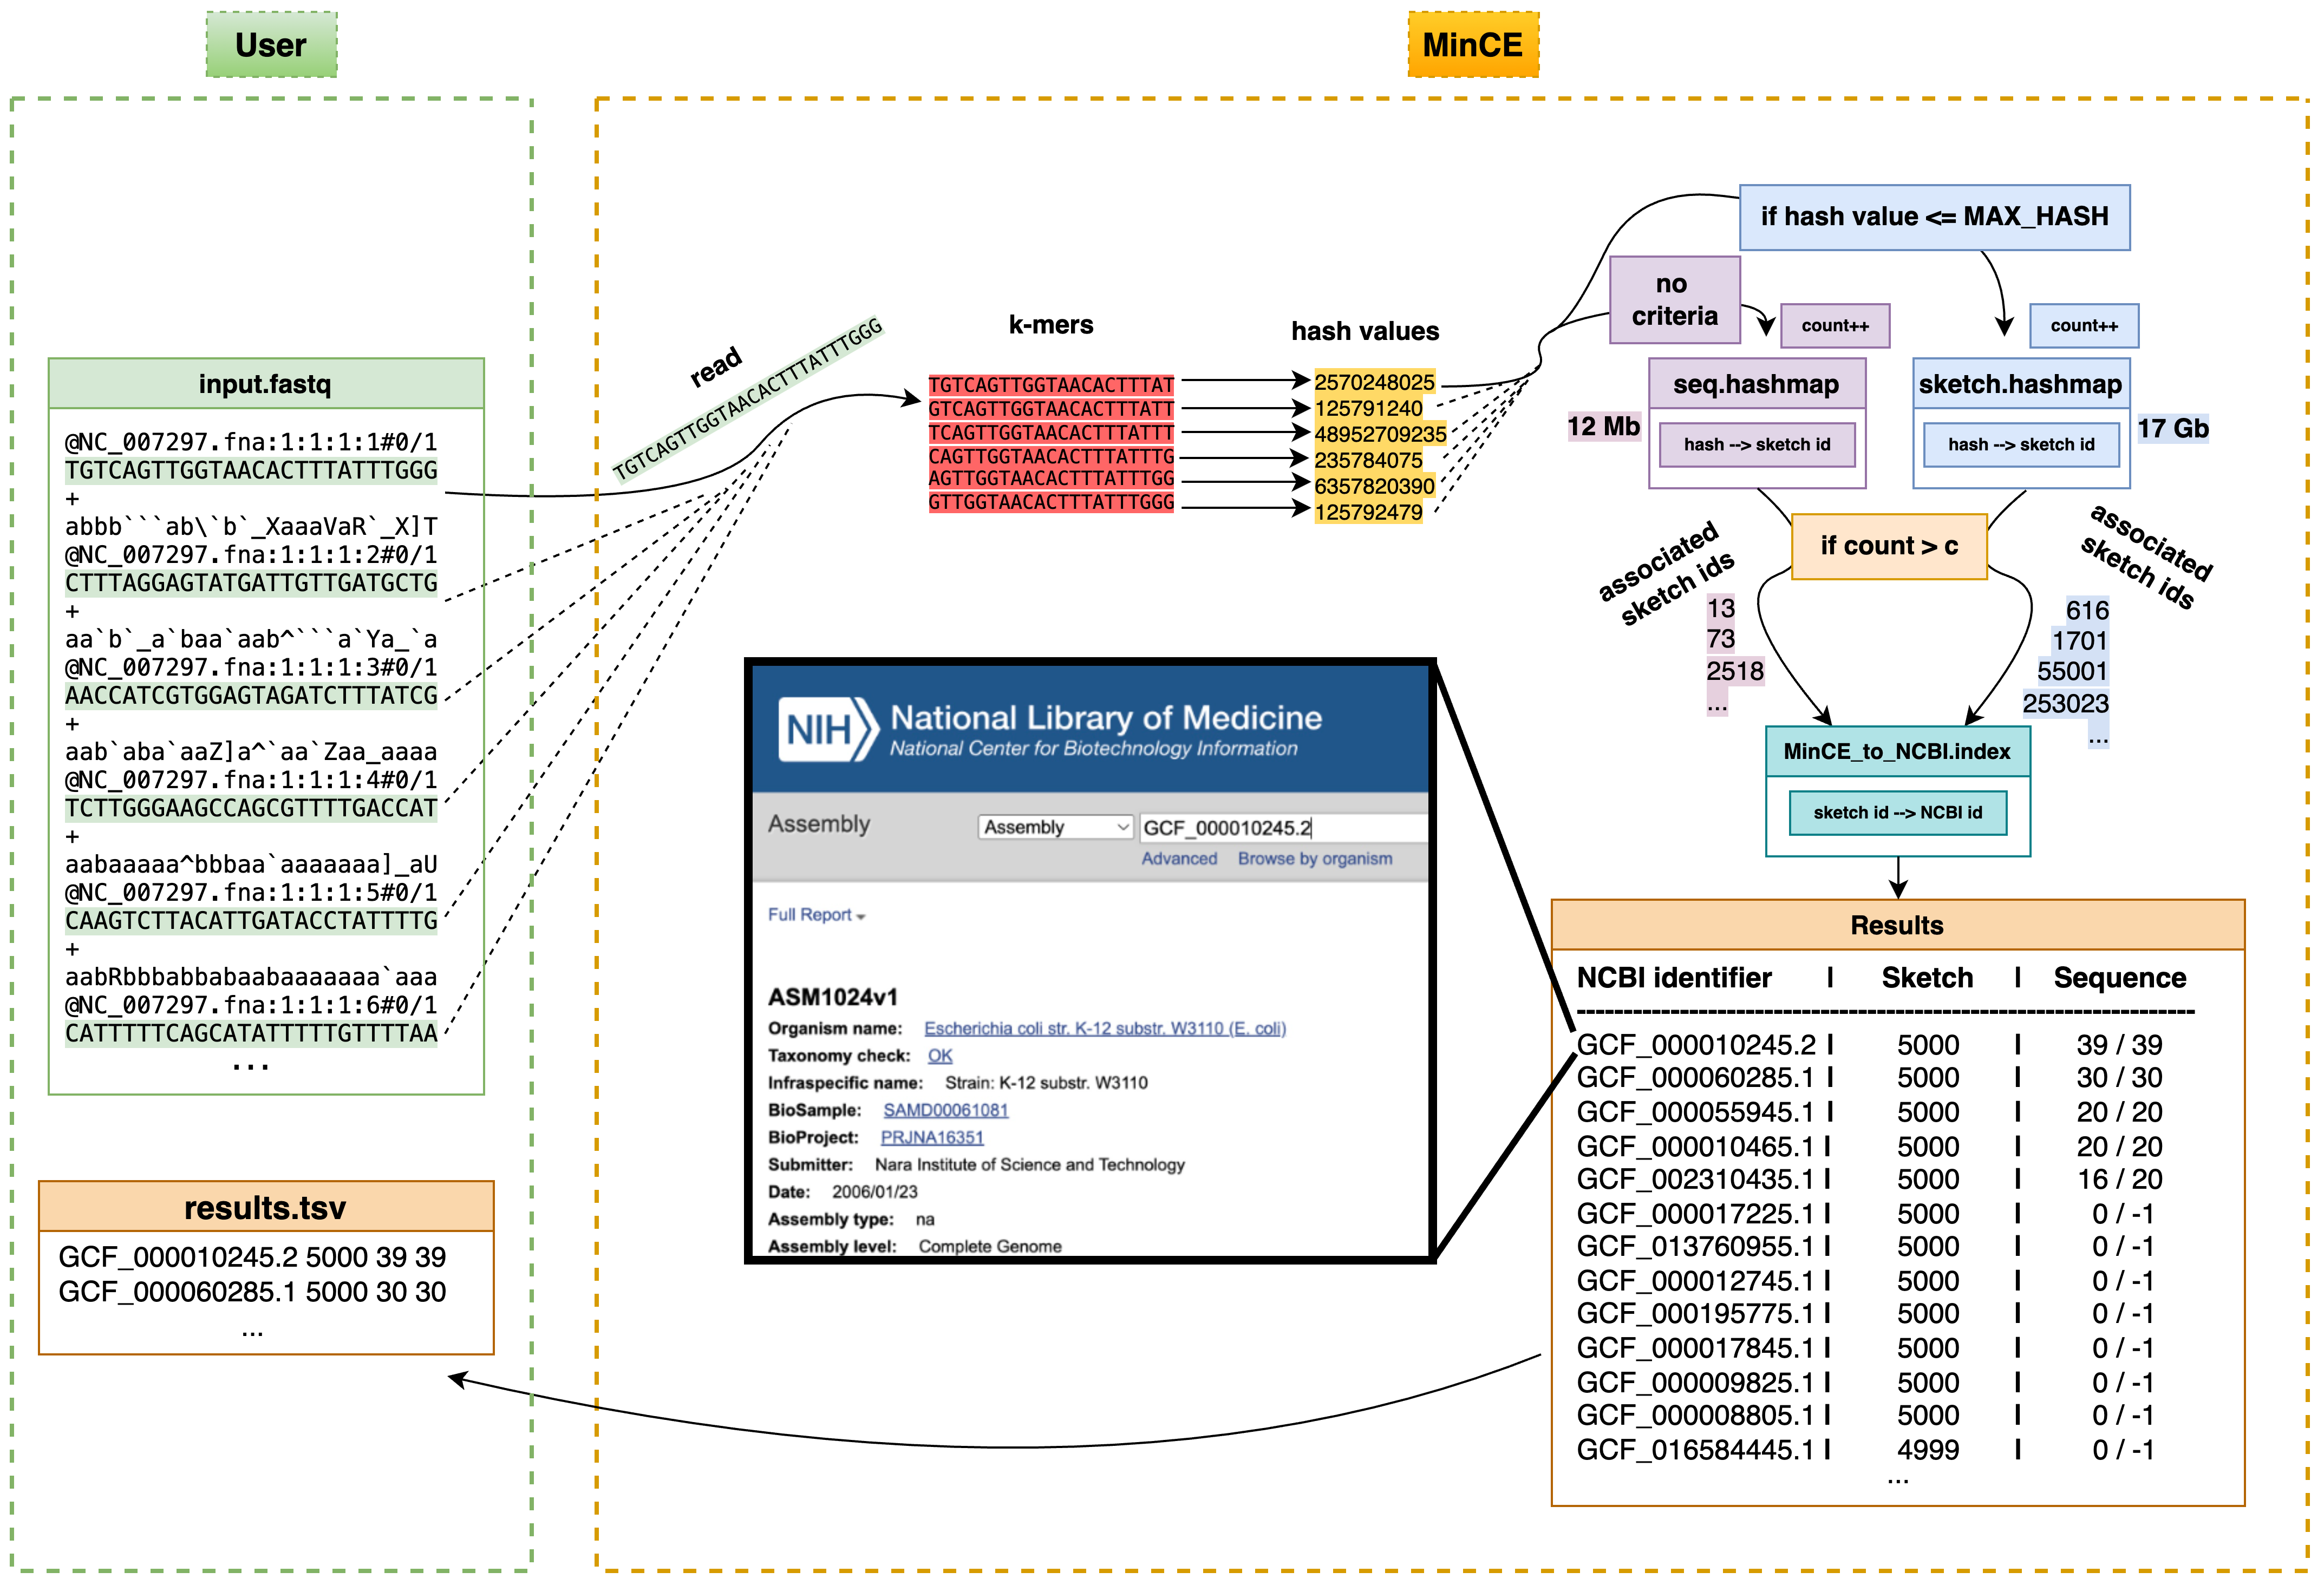 User
MinCE
input.fastq
@NC_007297.fna:1:1:1:1#0/1
TGTCAGTTGGTAACACTTTATTTGGG
+
abbb```ab\`b`_XaaaVaR`_X]T
@NC_007297.fna:1:1:1:2#0/1
CTTTAGGAGTATGATTGTTGATGCTG
+
aa`b`_a`baa`aab^```a`Ya_`a
@NC_007297.fna:1:1:1:3#0/1
AACCATCGTGGAGTAGATCTTTATCG
+
aab`aba`aaZ]a^`aa`Zaa_aaaa
@NC_007297.fna:1:1:1:4#0/1
TCTTGGGAAGCCAGCGTTTTGACCAT
+
aabaaaaa^bbbaa`aaaaaaa]_aU
@NC_007297.fna:1:1:1:5#0/1
CAAGTCTTACATTGATACCTATTTTG
+
aabRbbbabbabaabaaaaaaa`aaa
@NC_007297.fna:1:1:1:6#0/1
CATTTTTCAGCATATTTTTGTTTTAA
...
results.tsv
GCF_000010245.2 5000 39 39
GCF_000060285.1 5000 30 30
...
read
TGTCAGTTGGTAACACTTTATTTGGG
k-mers
TGTCAGTTGGTAACACTTTAT
GTCAGTTGGTAACACTTTATT
TCAGTTGGTAACACTTTATTT
CAGTTGGTAACACTTTATTTG
AGTTGGTAACACTTTATTTGG
GTTGGTAACACTTTATTTGGG
hash values
2570248025
125791240
48952709235
235784075
6357820390
125792479
if hash value <= MAX_HASH
no
criteria
count++
count++
seq.hashmap
hash --> sketch id
12 Mb
sketch.hashmap
hash --> sketch id
17 Gb
if count > c
associated
sketch ids
13
73
2518
...
associated
sketch ids
616
1701
55001
253023
...
MinCE_to_NCBI.index
sketch id --> NCBI id
NIH
National Library of Medicine
National Center for Biotechnology Information
Assembly
Assembly
GCF_000010245.2
Advanced Browse by organism
Full Report
ASM1024v1
Organism name: Escherichia coli str. K-12 substr. W3110 (E. coli)
Taxonomy check: OK
Infraspecific name: Strain: K-12 substr. W3110
BioSample: SAMD00061081
BioProject: PRJNA16351
Submitter: Nara Institute of Science and Technology
Date: 2006/01/23
Assembly type: na
Assembly level: Complete Genome
Results
NCBI identifier | Sketch | Sequence
GCF_000010245.2 | 5000 | 39 / 39
GCF_000060285.1 | 5000 | 30 / 30
GCF_000055945.1 | 5000 | 20 / 20
GCF_000010465.1 | 5000 | 20 / 20
GCF_002310435.1 | 5000 | 16 / 20
GCF_000017225.1 | 5000 | 0 / -1
GCF_013760955.1 | 5000 | 0 / -1
GCF_000012745.1 | 5000 | 0 / -1
GCF_000195775.1 | 5000 | 0 / -1
GCF_000017845.1 | 5000 | 0 / -1
GCF_000009825.1 | 5000 | 0 / -1
GCF_000008805.1 | 5000 | 0 / -1
GCF_016584445.1 | 4999 | 0 / -1
...